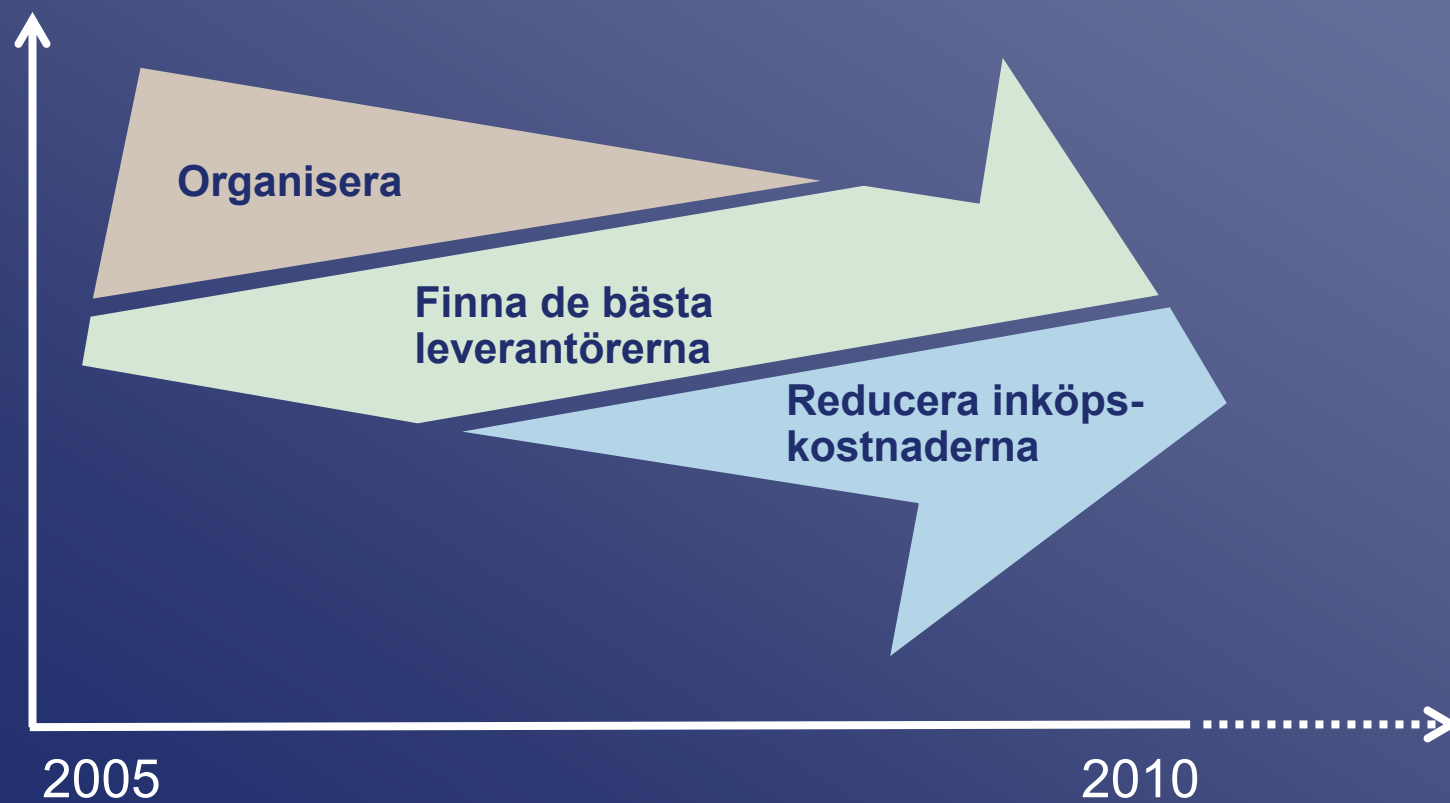 Organisera
Finna de bästa
leverantörerna
Reducera inköps-
kostnaderna
2005
2010